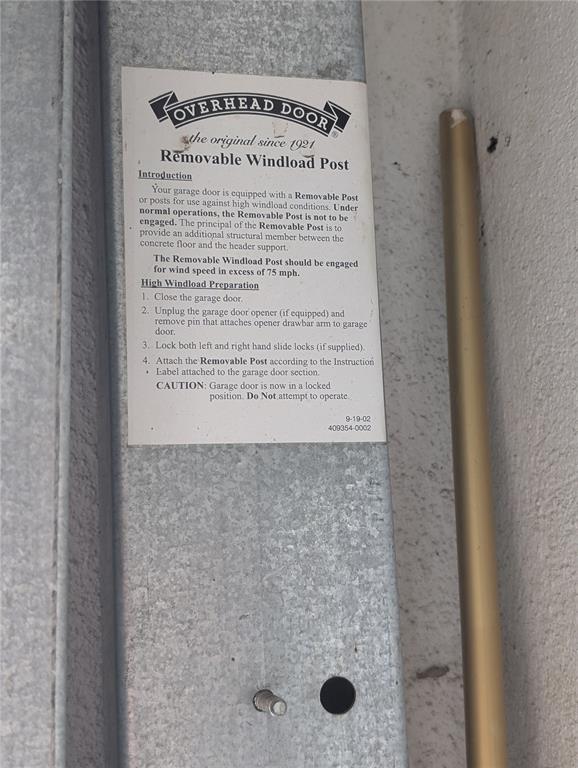 OVERHEAD DOOR®
the original since 1921
Removable Windload Post
Introduction
Your garage door is equipped with a Removable Post
or posts for use against high windload conditions. Under
normal operations, the Removable Post is not to be
engaged. The principal of the Removable Post is to
provide an additional structural member between the
concrete floor and the header support.
The Removable Windload Post should be engaged
for wind speed in excess of 75 mph.
High Windload Preparation
1. Close the garage door.
2. Unplug the garage door opener (if equipped) and
remove pin that attaches opener drawbar arm to garage
door.
3. Lock both left and right hand slide locks (if supplied).
4. Attach the Removable Post according to the Instruction
Label attached to the garage door section.
CAUTION: Garage door is now in a locked
position. Do Not attempt to operate.
9-19-02
409354-0002